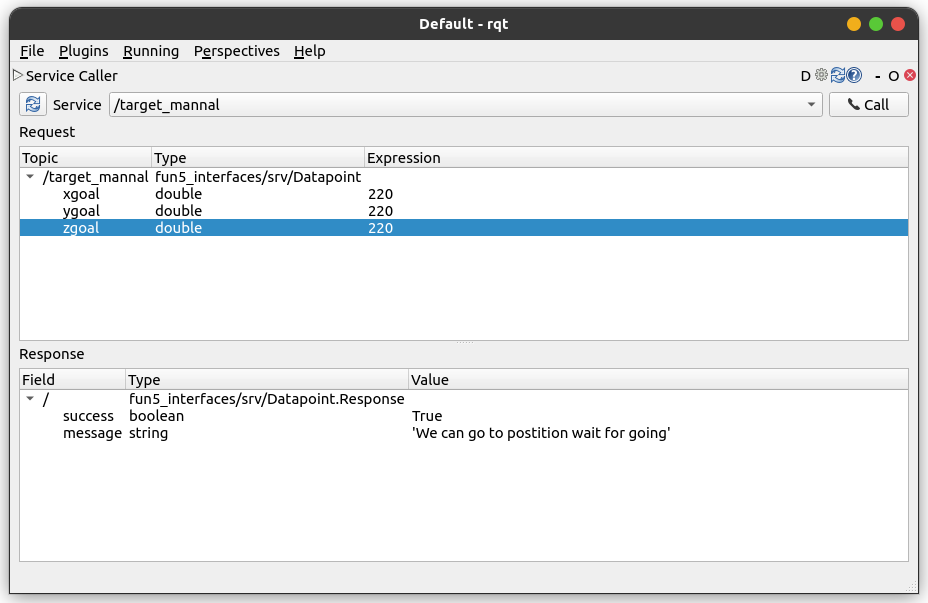 Default - rqt
File Plugins Running Perspectives Help
Service Caller D ? - O
Service /target_mannal Call
Request
Topic Type Expression
/target_mannal fun5_interfaces/srv/Datapoint
xgoal double 220
ygoal double 220
zgoal double 220
Response
Field Type Value
/ fun5_interfaces/srv/Datapoint.Response
success boolean True
message string 'We can go to postition wait for going'